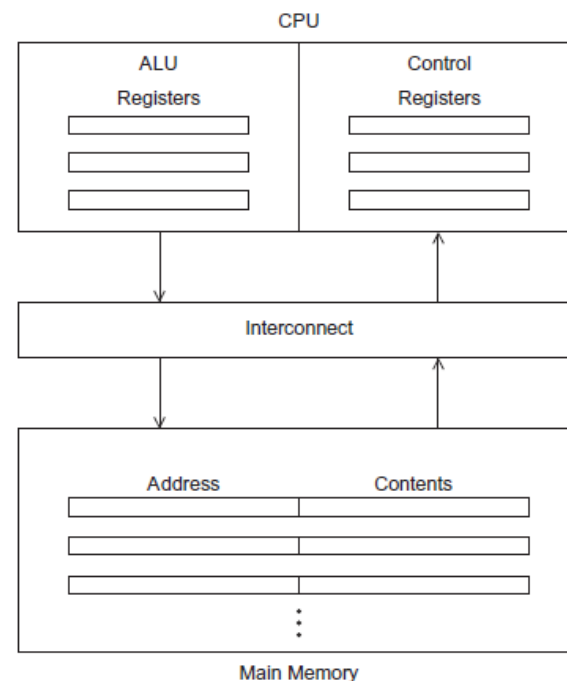 CPU
ALU
Control
Registers
Registers
Interconnect
Address
Contents
Main Memory